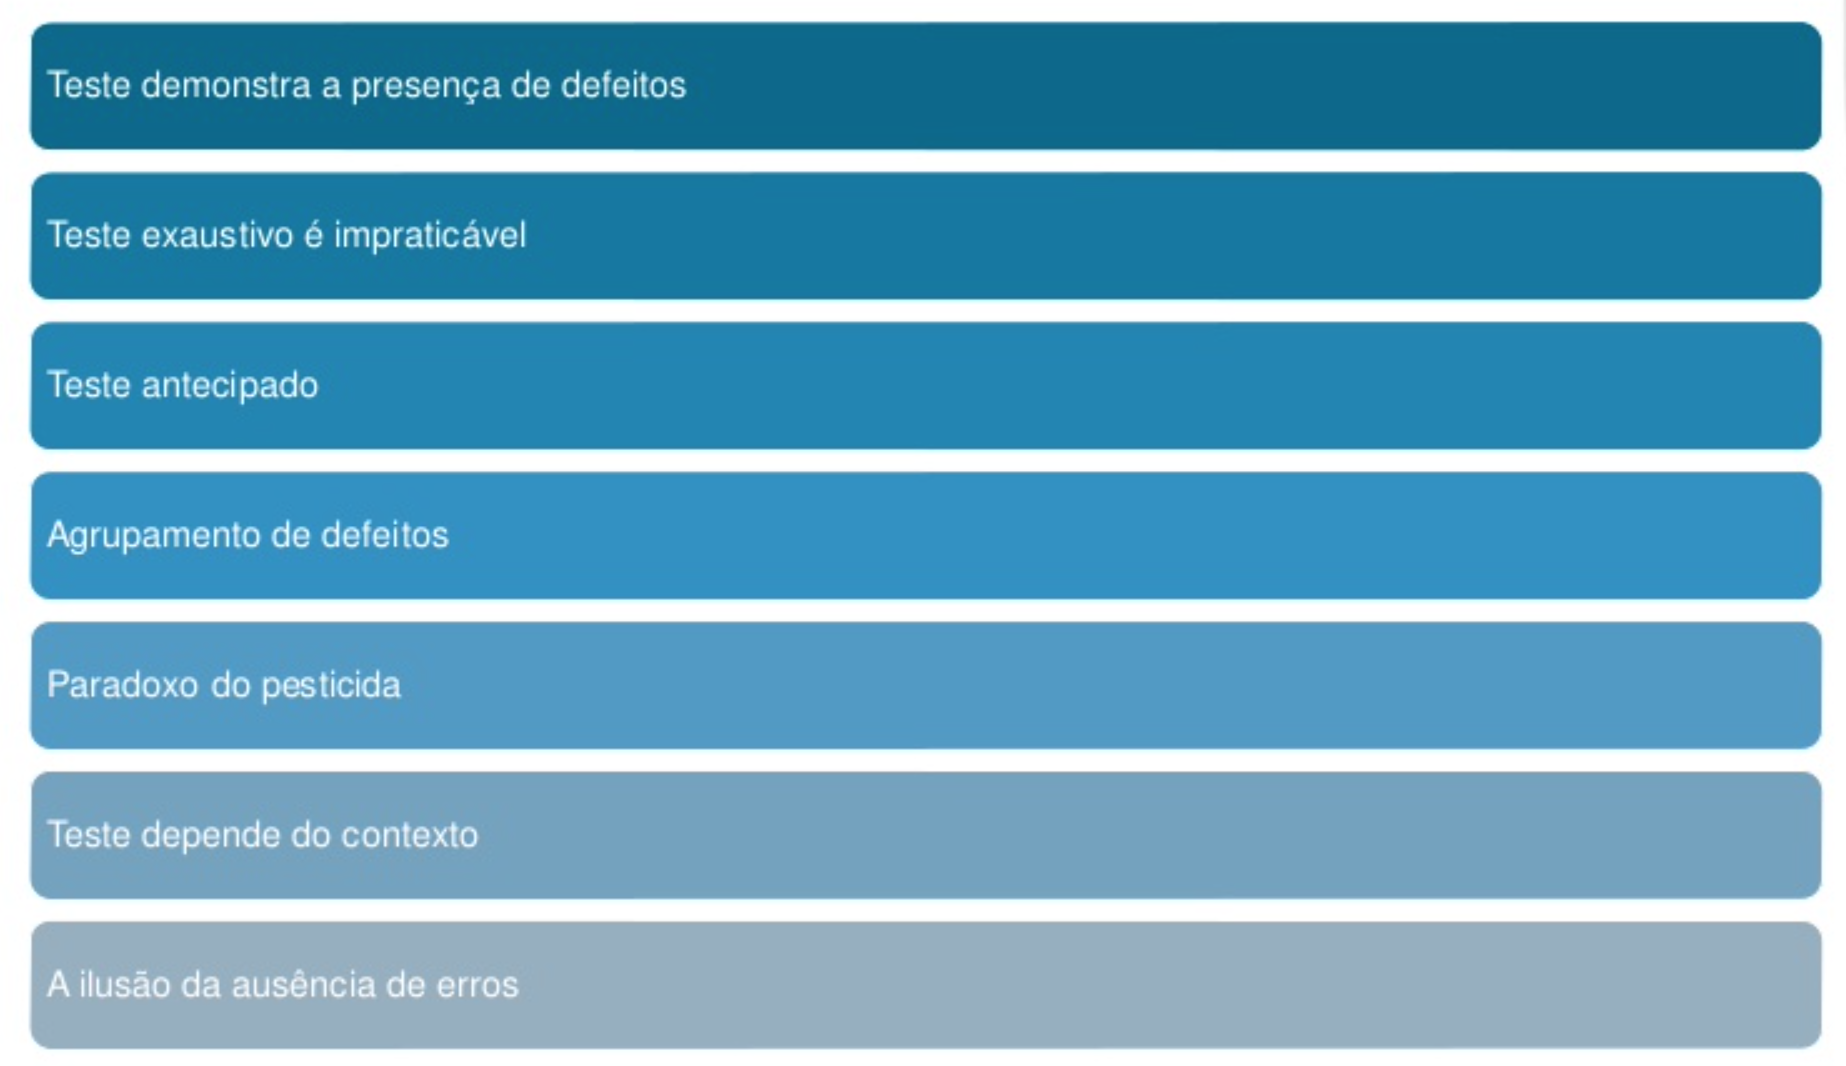 Teste demonstra a presença de defeitos
Teste exaustivo é impraticável
Teste antecipado
Agrupamento de defeitos
Paradoxo do pesticida
Teste depende do contexto
A ilusão da ausência de erros